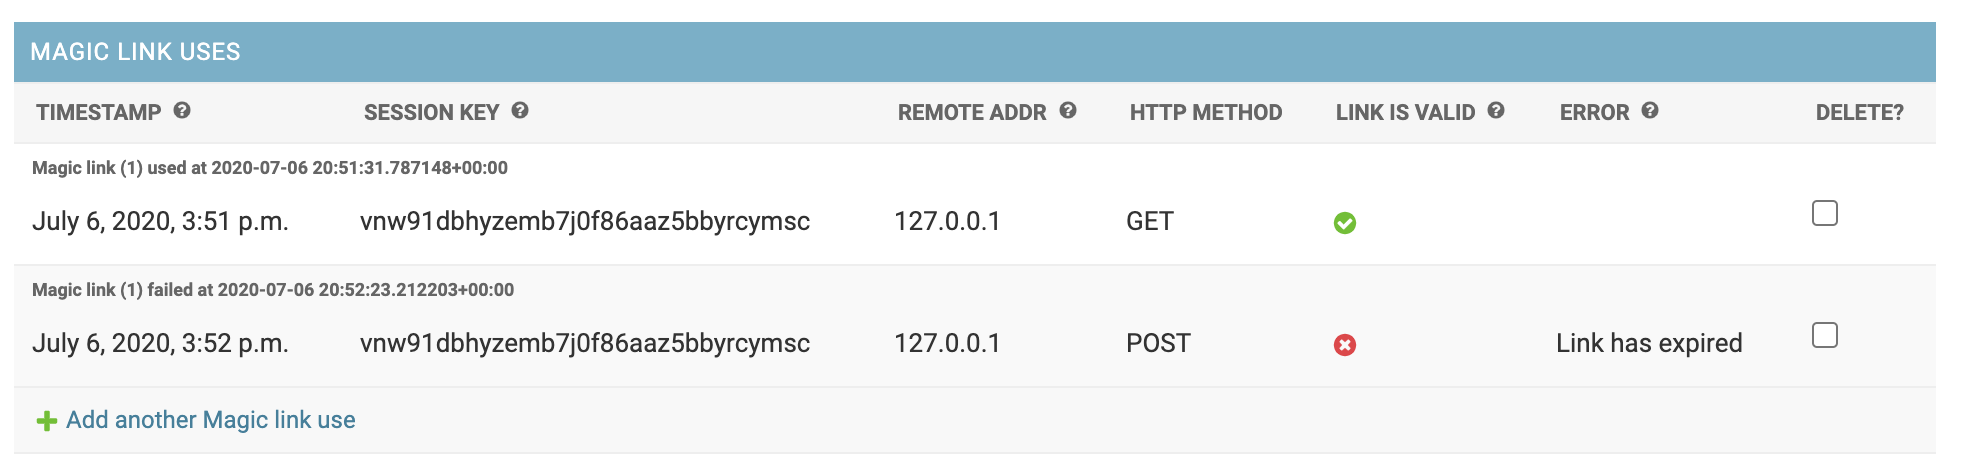 MAGIC LINK USES
TIMESTAMP SESSION KEY REMOTE ADDR HTTP METHOD LINK IS VALID ERROR DELETE?
Magic link (1) used at 2020-07-06 20:51:31.787148+00:00
July 6, 2020, 3:51 p.m. vnw91dbhyzemb7j0f86aaz5bbyrcymsc 127.0.0.1 GET
Magic link (1) failed at 2020-07-06 20:52:23.212203+00:00
July 6, 2020, 3:52 p.m. vnw91dbhyzemb7j0f86aaz5bbyrcymsc 127.0.0.1 POST Link has expired
Add another Magic link use